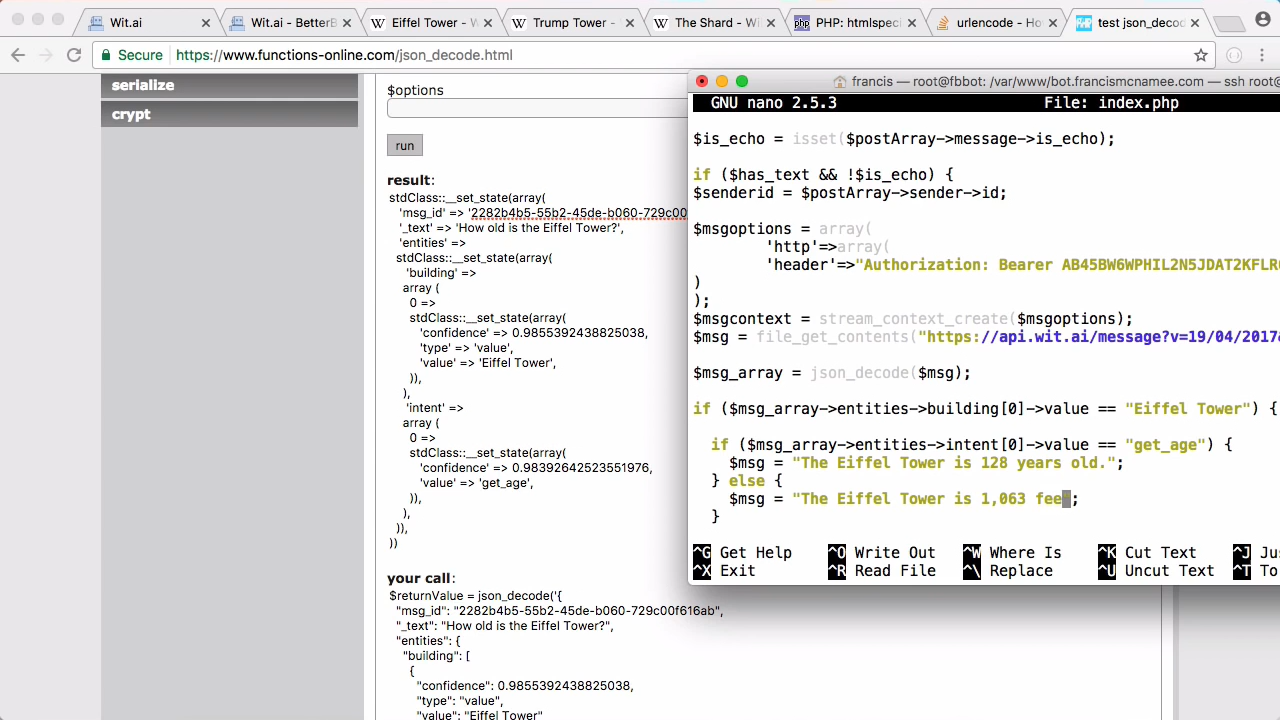 Wit.ai
Wit.ai - BetterB
Eiffel Tower - W
Trump Tower -
The Shard - Wi
PHP: htmlspeci
urlencode - Ho
test json_decod
Secure https://www.functions-online.com/json_decode.html
serialize
crypt
$options
run
result:
stdClass::__set_state(array(
'msg_id' => '2282b4b5-55b2-45de-b060-729c00
'_text' => 'How old is the Eiffel Tower?',
'entities' =>
stdClass::__set_state(array(
'building' =>
array (
0 =>
stdClass::__set_state(array(
'confidence' => 0.9855392438825038,
'type' => 'value',
'value' => 'Eiffel Tower',
)),
),
'intent' =>
array (
0 =>
stdClass::__set_state(array(
'confidence' => 0.98392642523551976,
'value' => 'get_age',
)),
),
)),
))
your call:
$returnValue = json_decode('{
"msg_id": "2282b4b5-55b2-45de-b060-729c00f616ab",
"_text": "How old is the Eiffel Tower?",
"entities": {
"building": [
{
"confidence": 0.9855392438825038,
"type": "value",
"value": "Eiffel Tower"
francis — root@fbbot: /var/www/bot.francismcnamee.com — ssh root@
GNU nano 2.5.3 File: index.php
$is_echo = isset($postArray->message->is_echo);
if ($has_text && !$is_echo) {
$senderid = $postArray->sender->id;
$msgoptions = array(
'http'=>array(
'header'=>"Authorization: Bearer AB45BW6WPHIL2N5JDAT2KFLR
)
);
$msgcontext = stream_context_create($msgoptions);
$msg = file_get_contents("https://api.wit.ai/message?v=19/04/2017&
$msg_array = json_decode($msg);
if ($msg_array->entities->building[0]->value == "Eiffel Tower") {
if ($msg_array->entities->intent[0]->value == "get_age") {
$msg = "The Eiffel Tower is 128 years old.";
} else {
$msg = "The Eiffel Tower is 1,063 fee";
}
^G Get Help ^O Write Out ^W Where Is ^K Cut Text ^J Jus
^X Exit ^R Read File ^\ Replace ^U Uncut Text ^T To